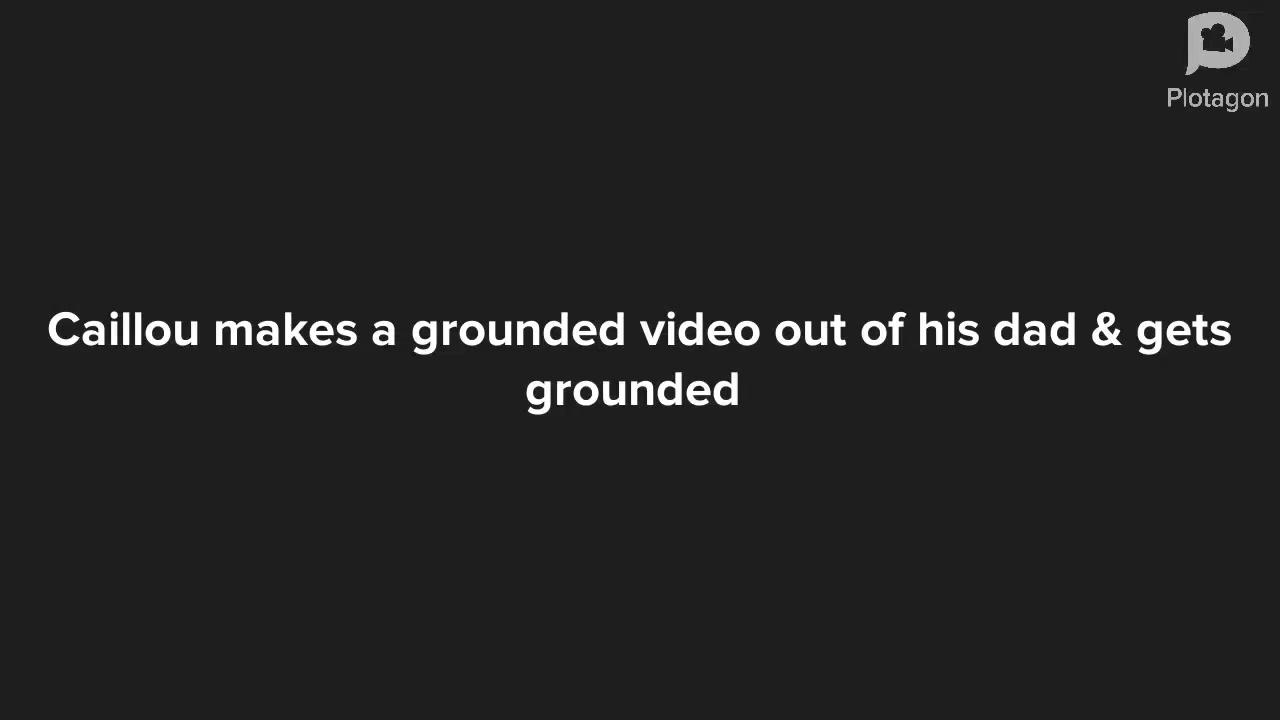 Plotagon
Caillou makes a grounded video out of his dad & gets
grounded